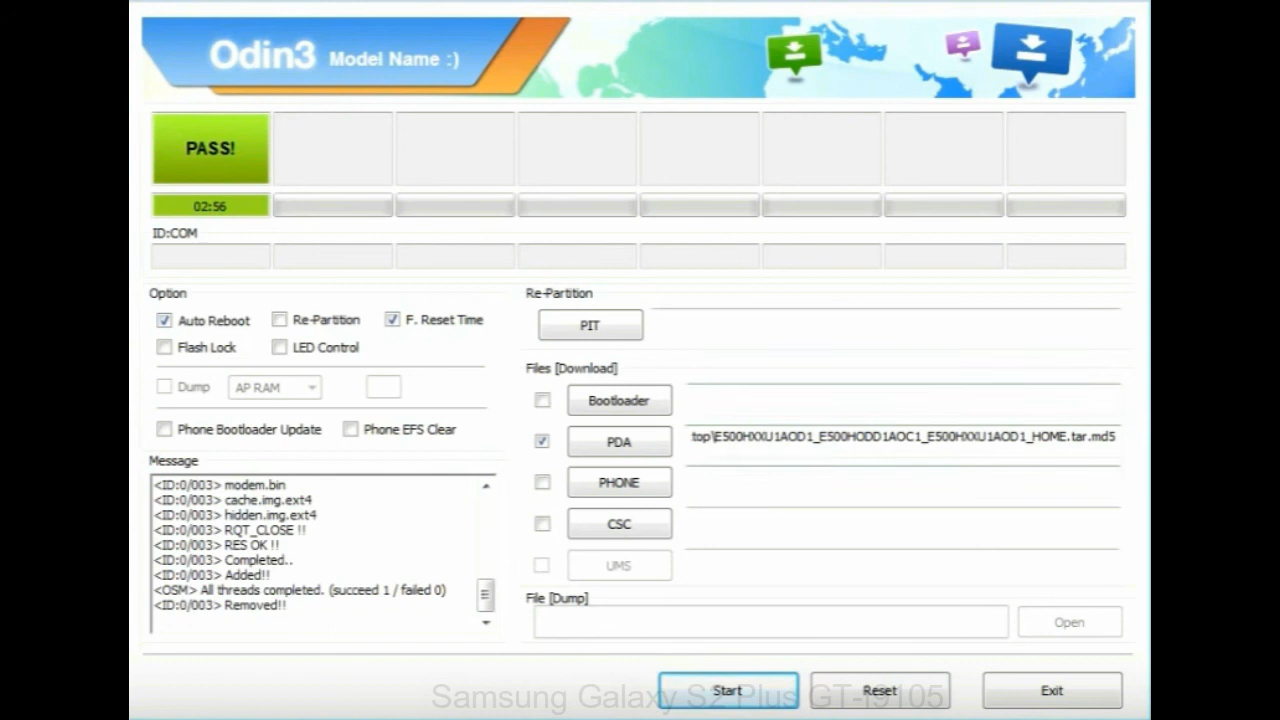 Odin3 Model Name :)
PASS!
02:56
ID:COM
Option
Auto Reboot Re-Partition F. Reset Time
Flash Lock LED Control
Dump AP RAM
Phone Bootloader Update Phone EFS Clear
Message
<ID:0/003> modem.bin
<ID:0/003> cache.img.ext4
<ID:0/003> hidden.img.ext4
<ID:0/003> RQT_CLOSE !!
<ID:0/003> RES OK !!
<ID:0/003> Completed..
<ID:0/003> Added!!
<OSM> All threads completed. (succeed 1 / failed 0)
<ID:0/003> Removed!!
Re-Partition
PIT
Files [Download]
Bootloader
PDA top\E500HXXU1AOD1_E500HODD1AOC1_E500HXXU1AOD1_HOME.tar.md5
PHONE
CSC
UMS
File [Dump]
Open
Start Reset Exit
Samsung Galaxy S2 Plus GT-I9105